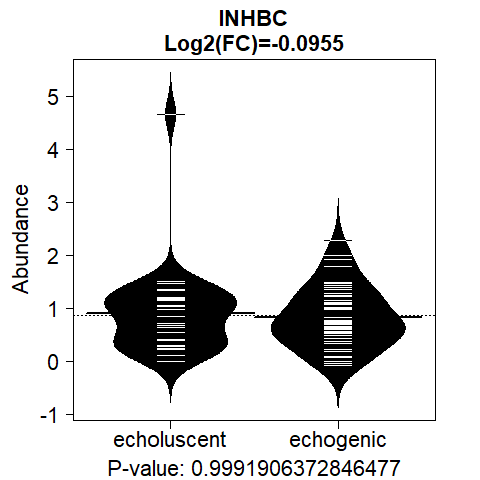 INHBC
Log2(FC)=-0.0955
Abundance
5
4
3
2
1
0
-1
echoluscent echogenic
P-value: 0.9991906372846477